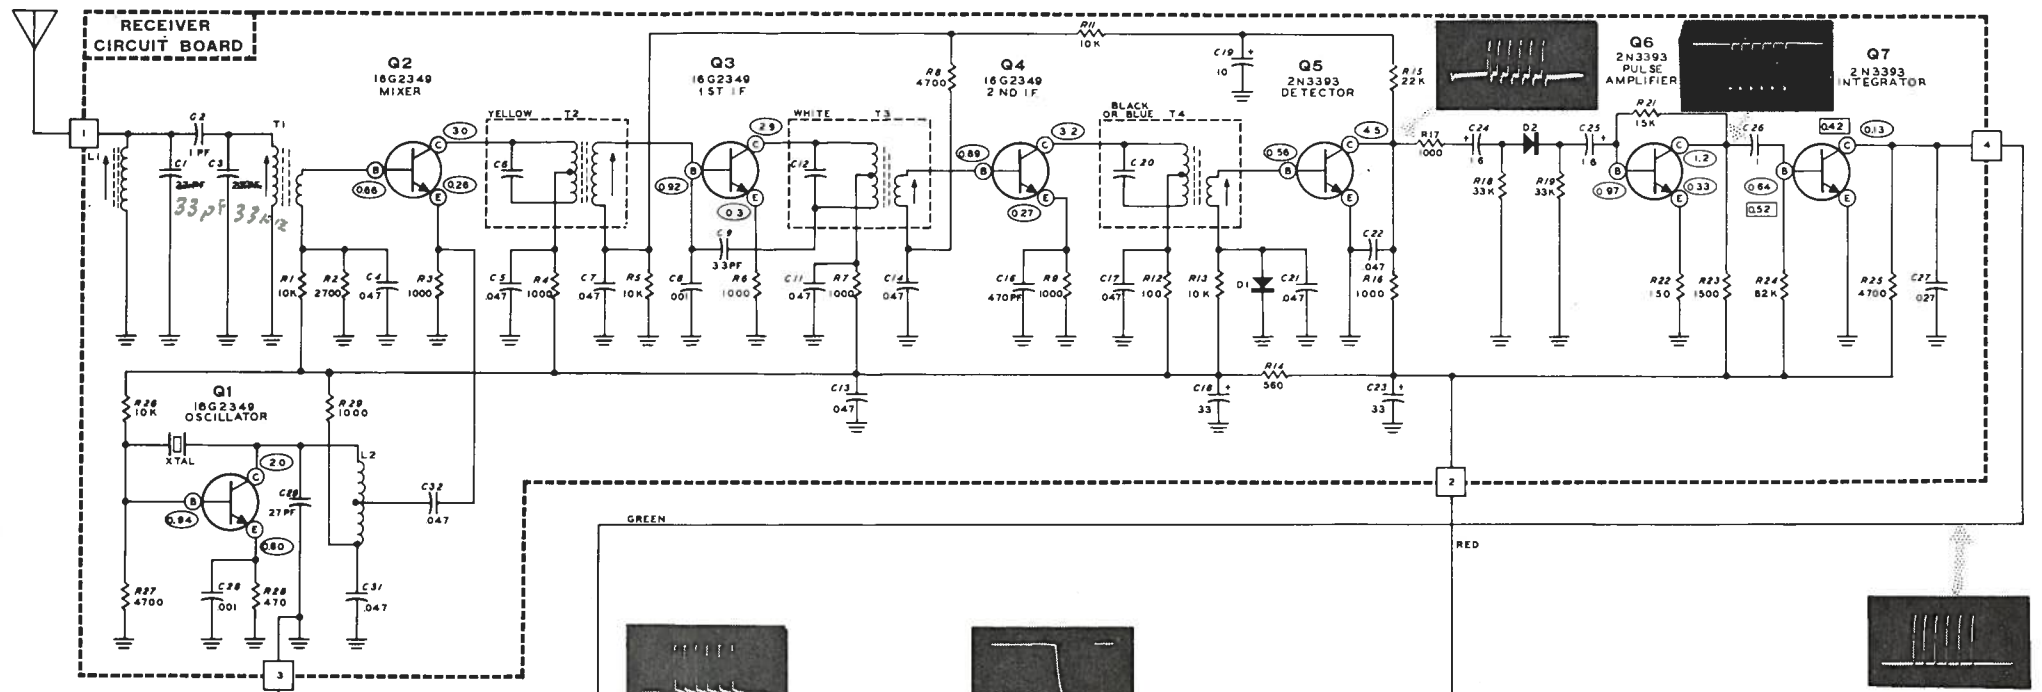 RECEIVER
CIRCUIT BOARD
1
L1
C1
33pF
C2
1 PF
C3
T1
Q2
16G2349
MIXER
B
C
E
0.66
3.0
0.26
R1
10K
R2
2700
C4
.047
R3
1000
YELLOW T2
C6
C5
.047
R4
1000
C7
.047
R5
10K
Q3
16G2349
1ST IF
B
C
E
0.92
2.9
0.3
C8
.001
C9
33PF
R6
1000
WHITE T3
C12
C11
.047
R7
1000
C14
.047
R8
4700
R11
10K
Q4
16G2349
2ND IF
B
C
E
0.89
3.2
0.27
C16
470PF
R9
1000
BLACK
OR BLUE T4
C20
C17
.047
R12
100
R13
10K
D1
C21
.047
C19
10
+
Q5
2N3393
DETECTOR
B
C
E
0.56
4.5
C22
.047
R16
1000
R15
22K
R17
1000
C24
+
1.6
R18
33K
D2
R19
33K
C25
+
1.6
Q6
2N3393
PULSE
AMPLIFIER
R21
15K
B
C
E
0.97
1.2
0.33
R22
150
R23
1500
C26
.1
Q7
2N3393
INTEGRATOR
B
C
E
0.42
0.13
0.64
0.52
R24
82K
R25
4700
C27
.027
4
R14
560
C13
.047
C18
+
33
C23
+
33
R26
10K
Q1
16G2349
OSCILLATOR
XTAL
B
C
E
2.0
0.94
0.60
R27
4700
C28
.001
R28
470
C29
27PF
R29
1000
L2
C31
.047
C32
.047
2
3
GREEN
RED